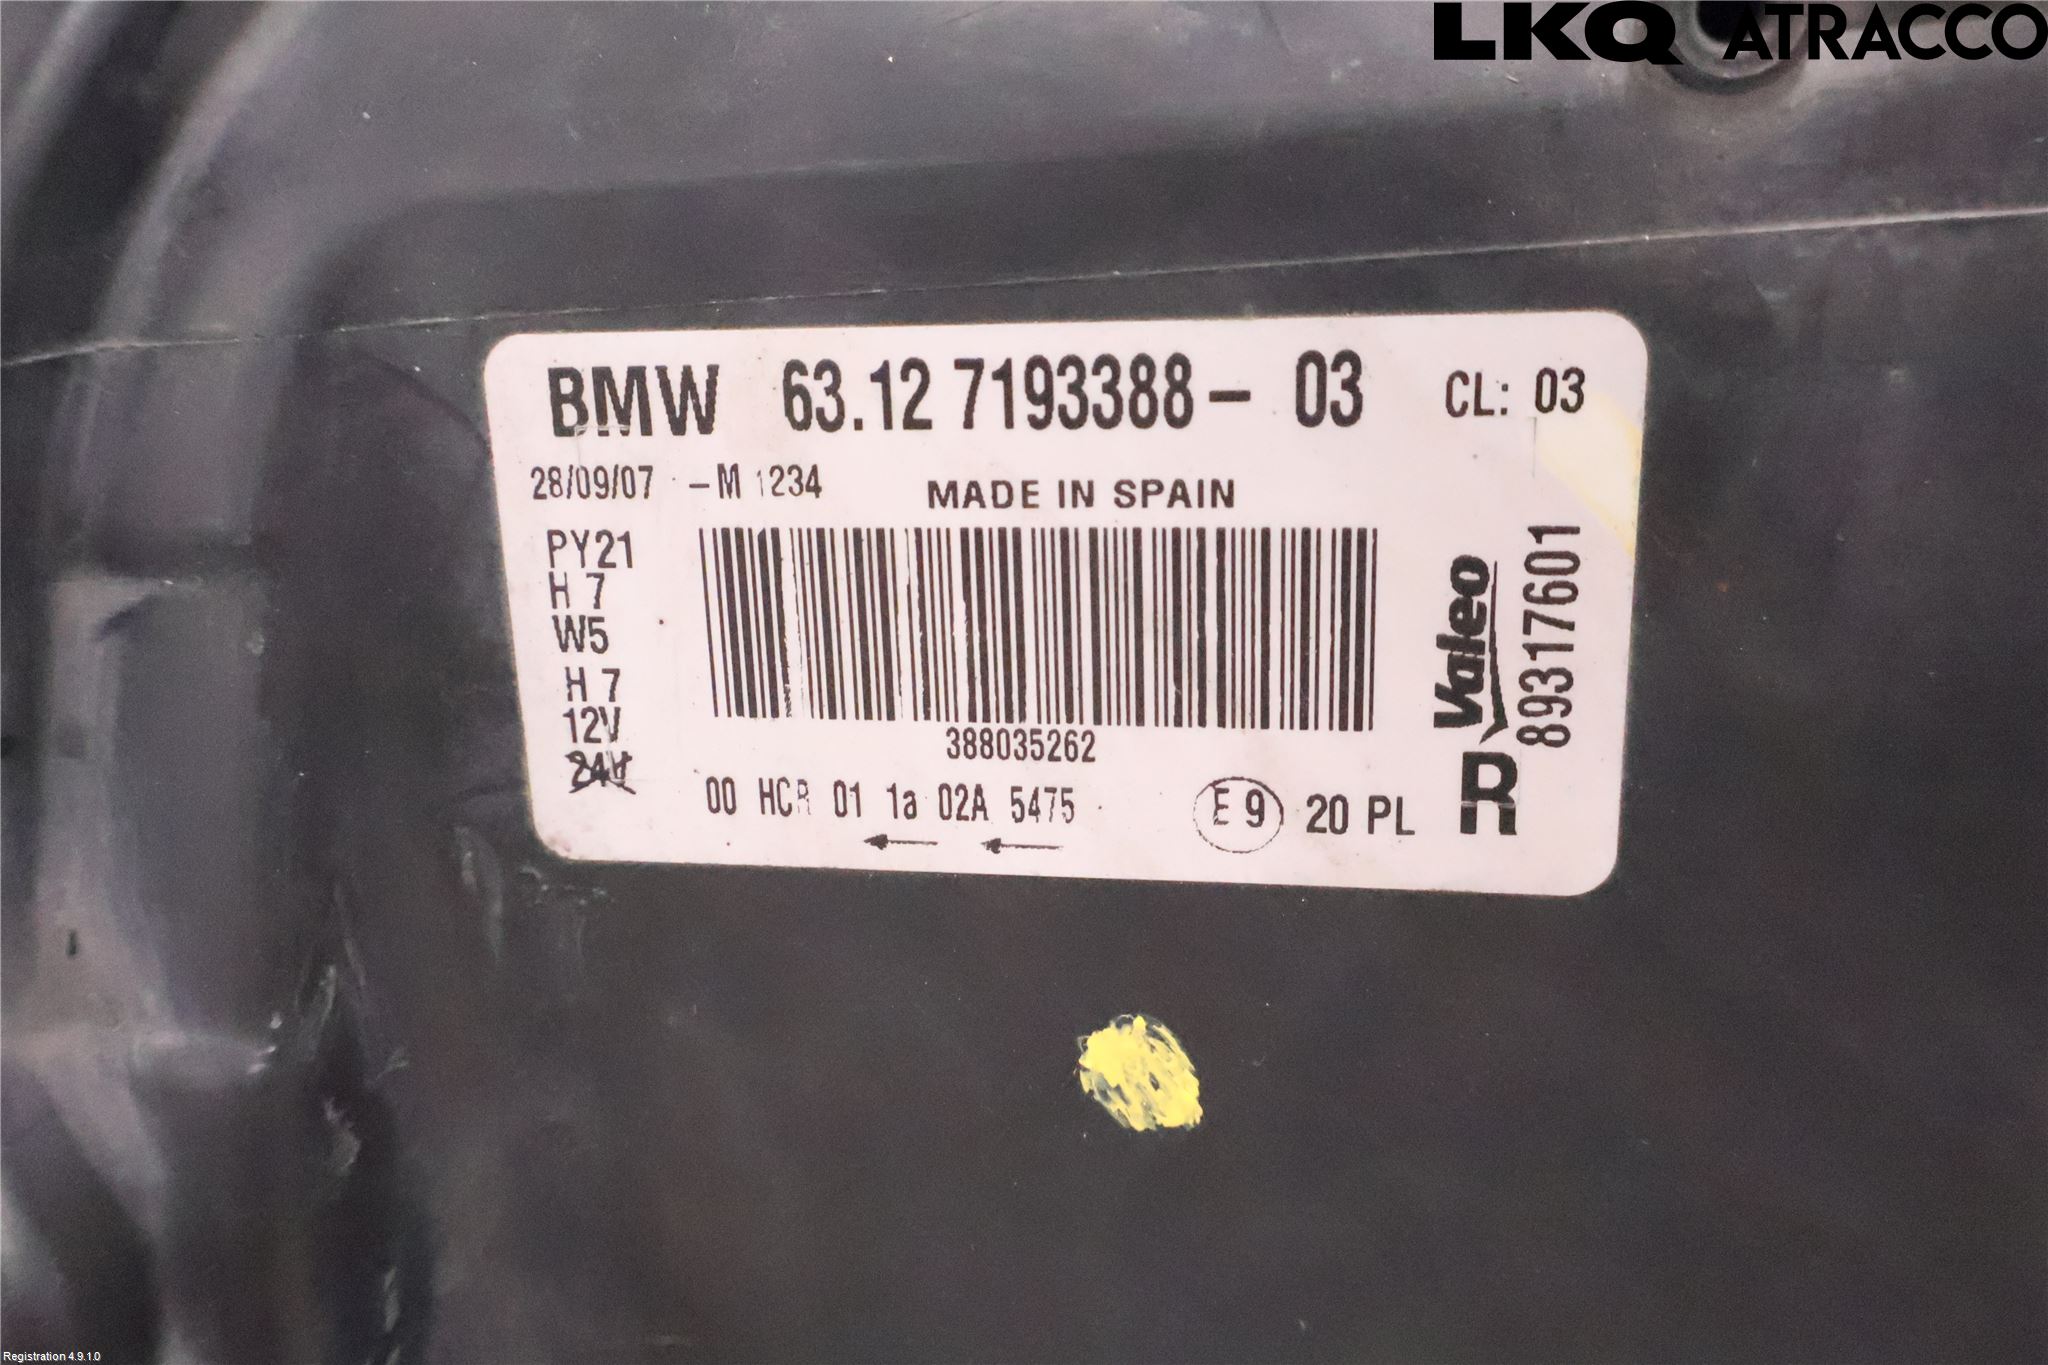 LKQ ATRACCO
BMW 63.12 7193388- 03 CL: 03
28/09/07 -M 1234 MADE IN SPAIN
PY21
H 7
W5
H 7
12V
24V
388035262
00 HCR 01 1a 02A 5475 E 9 20 PL R
Valeo
89317601
Registration 4.9.1.0